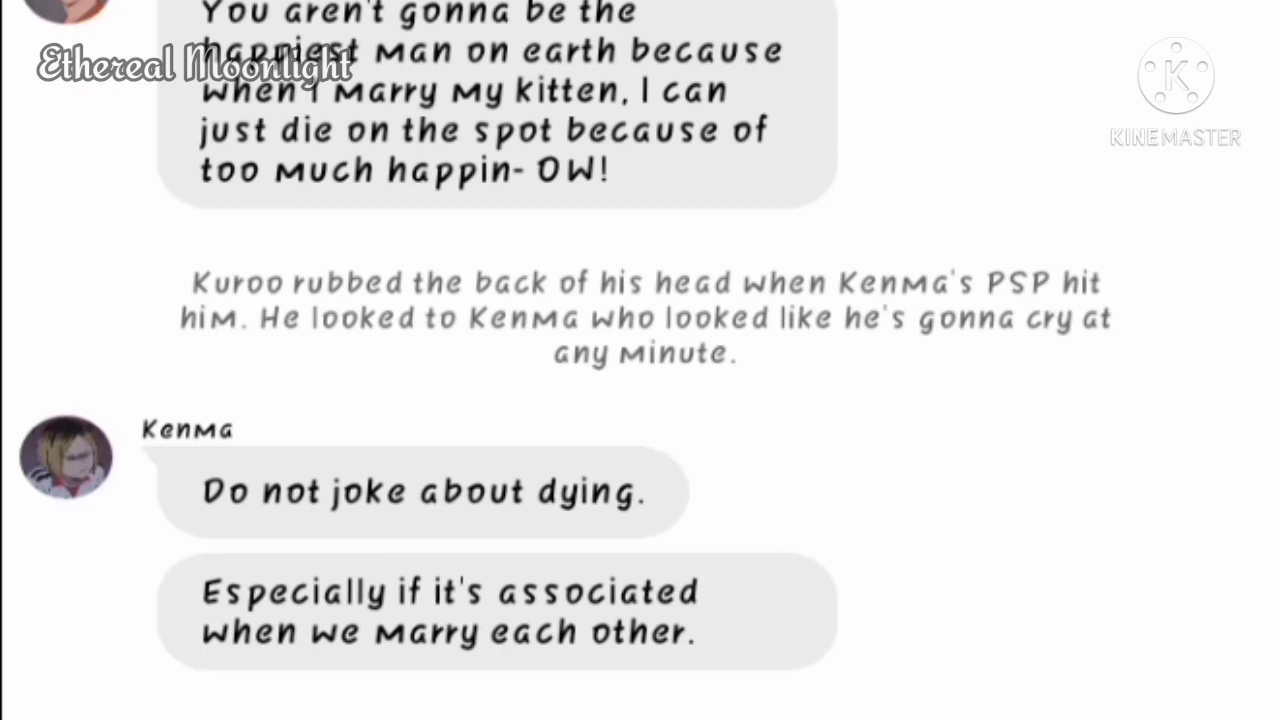 You aren't gonna be the
Ethereal Moonlight
happiest man on earth because
when I marry my kitten, I can
just die on the spot because of
too much happin- OW!
K
KINEMASTER
Kuroo rubbed the back of his head when Kenma's PSP hit
him. He looked to Kenma who looked like he's gonna cry at
any minute.
Kenma
Do not joke about dying.
Especially if it's associated
when we marry each other.